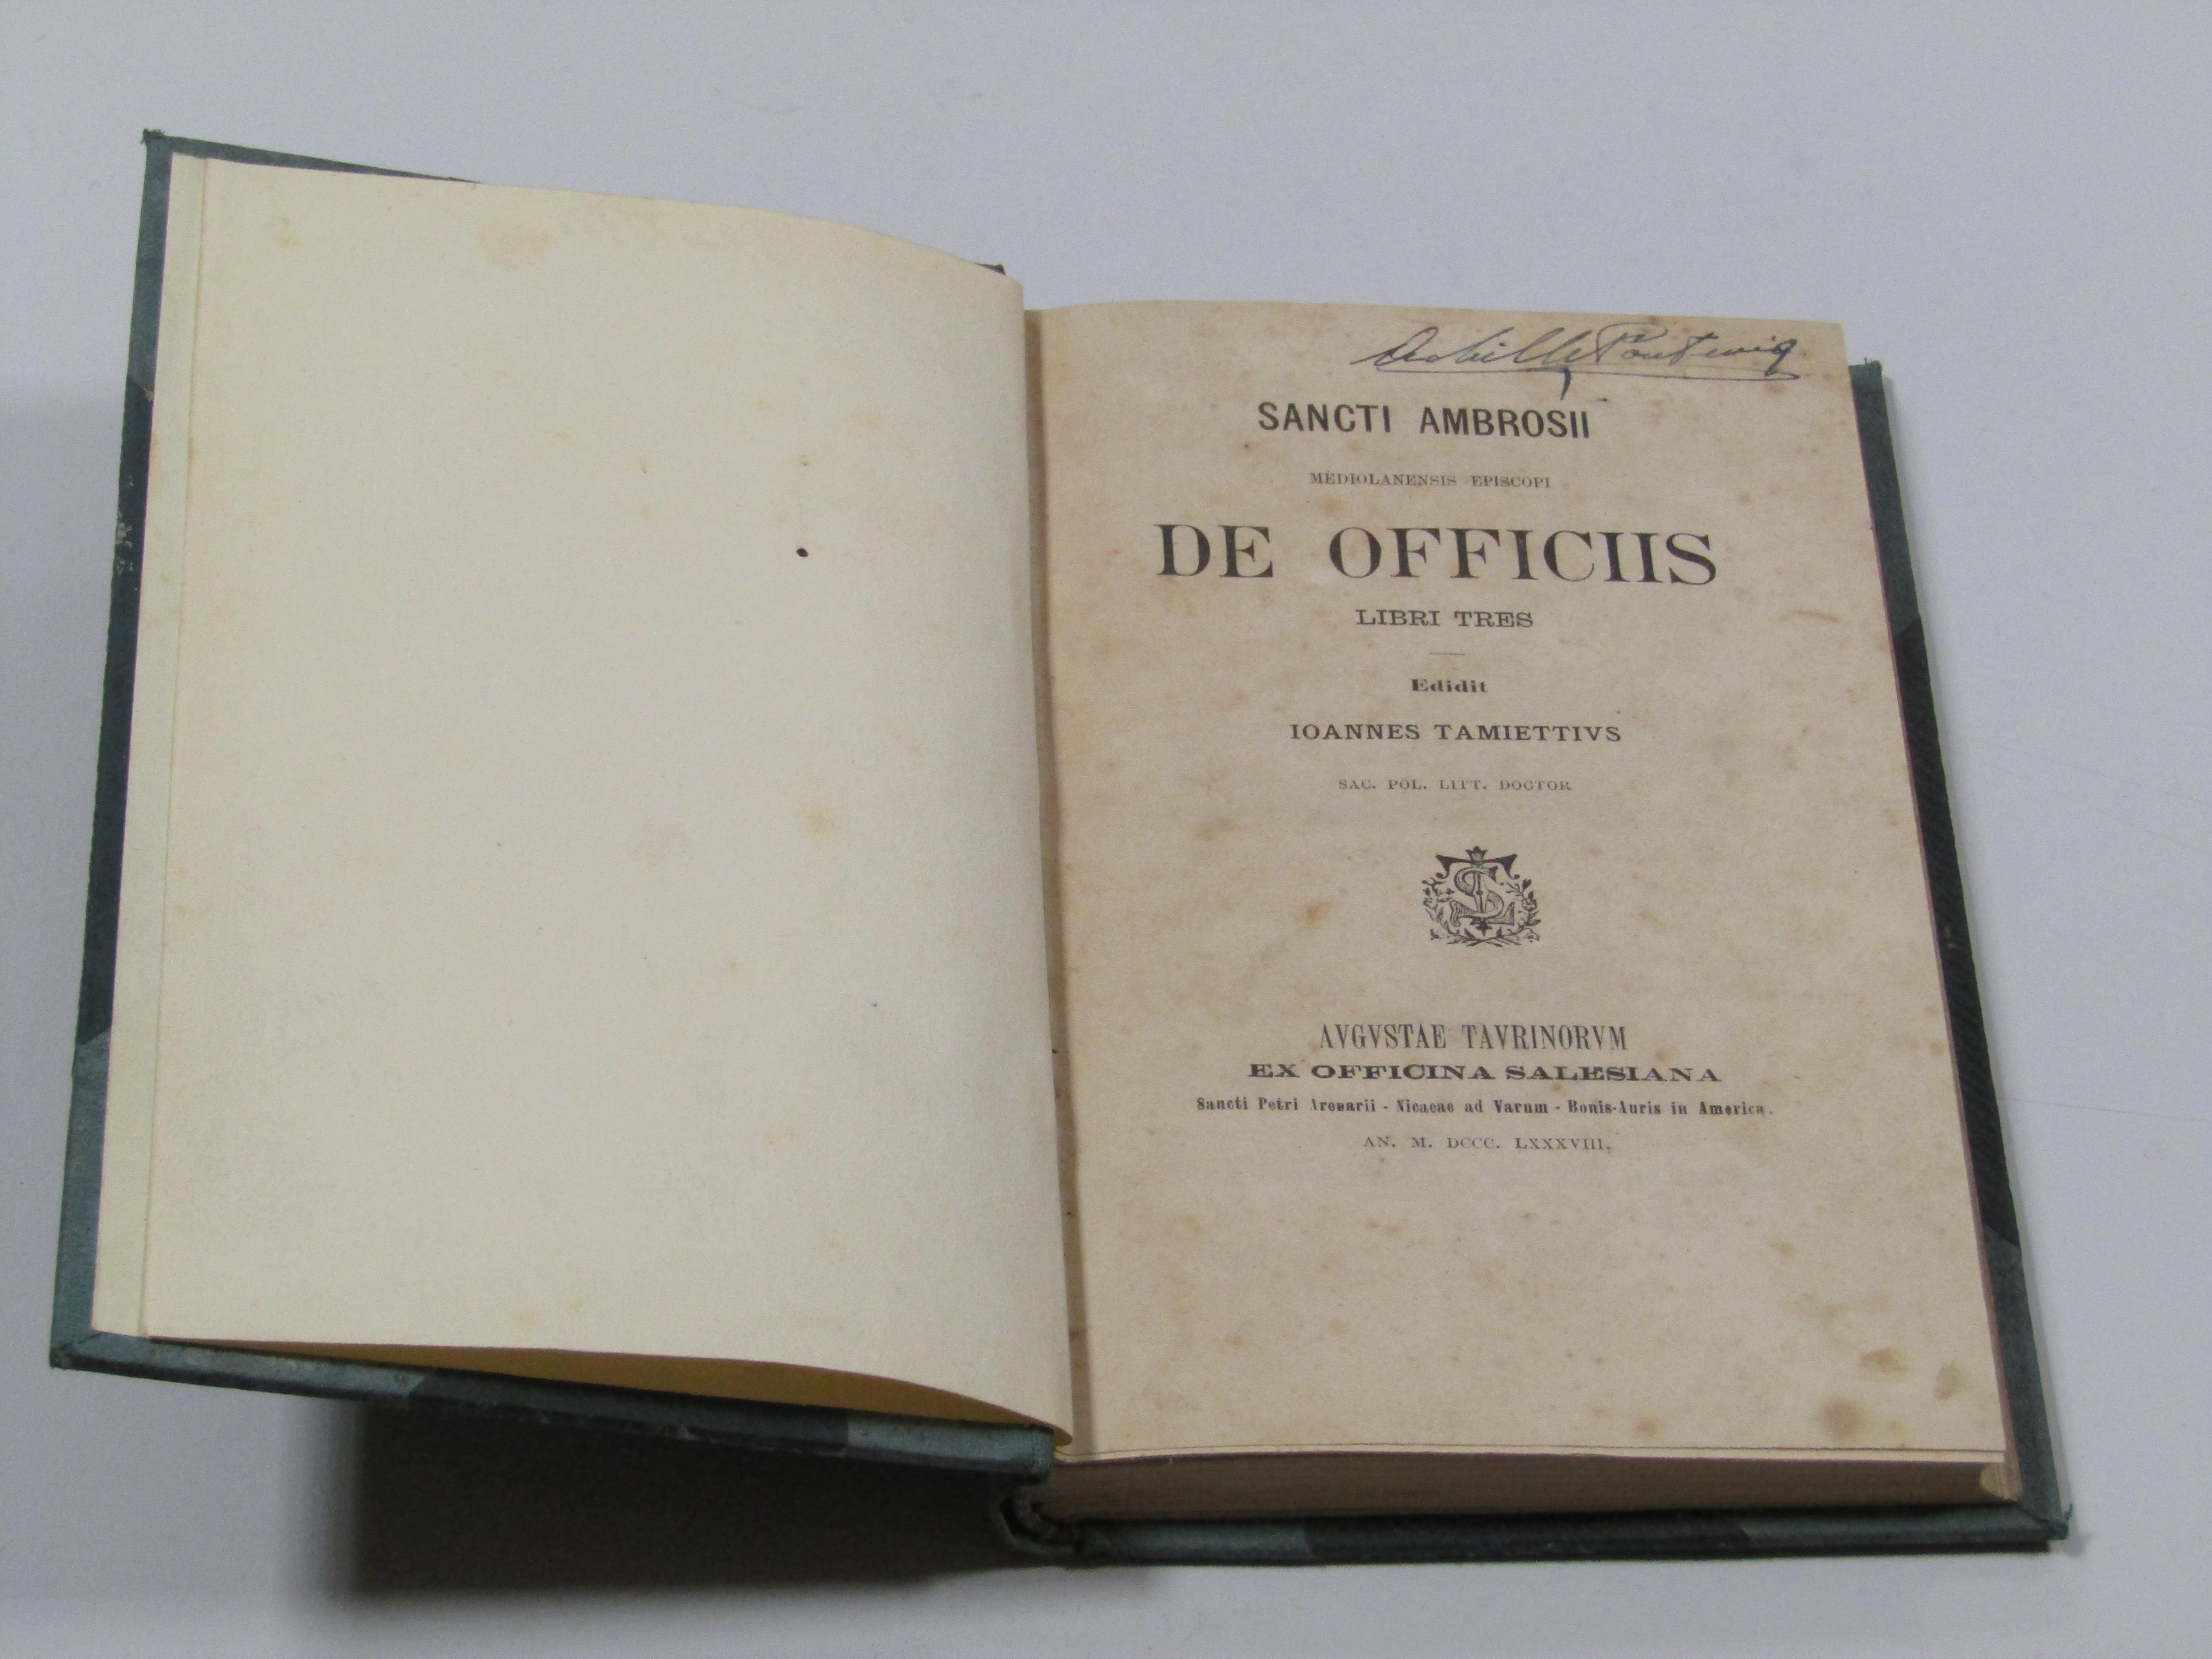 SANCTI AMBROSII
MEDIOLANENSIS EPISCOPI
DE OFFICIIS
LIBRI TRES
Edidit
IOANNES TAMIETTIVS
SAC. POL. LITT. DOCTOR
AVGVSTAE TAVRINORVM
EX OFFICINA SALESIANA
Sancti Petri Arenarii - Nicaeae ad Varum - Bonis-Auris in America.
AN. M. DCCC. LXXXVIII.